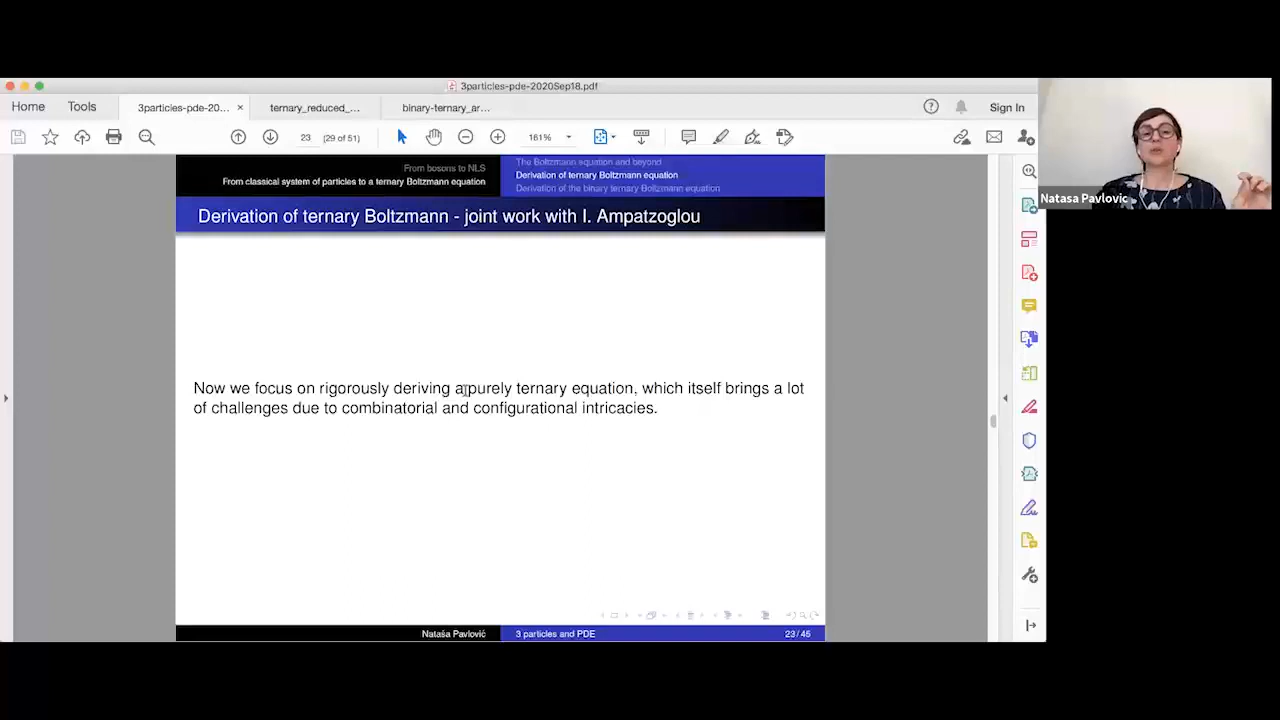 3particles-pde-2020Sep18.pdf
Home
Tools
3particles-pde-20... ×
ternary_reduced_...
binary-ternary_ar...
Sign In
23 (29 of 51)
161%
Natasa Pavlovic
From bosons to NLS
From classical system of particles to a ternary Boltzmann equation
The Boltzmann equation and beyond
Derivation of ternary Boltzmann equation
Derivation of the binary ternary Boltzmann equation
Derivation of ternary Boltzmann - joint work with I. Ampatzoglou
Now we focus on rigorously deriving a purely ternary equation, which itself brings a lot
of challenges due to combinatorial and configurational intricacies.
Nataša Pavlović
3 particles and PDE
23 / 45